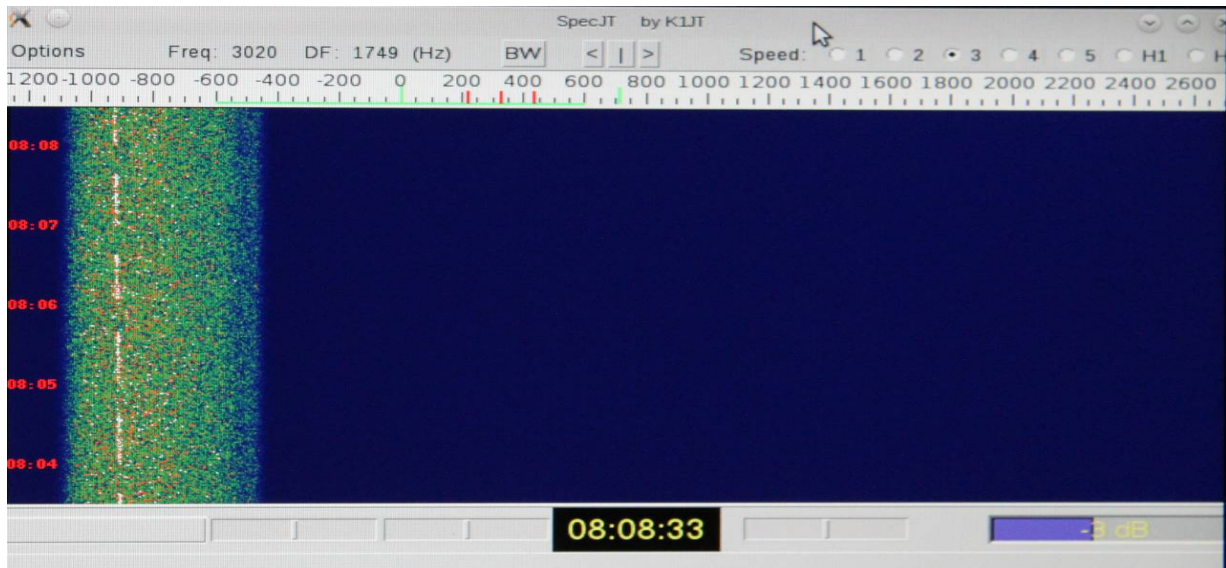 SpecJT by K1JT
Options Freq: 3020 DF: 1749 (Hz) BW < | > Speed: 1 2 3 4 5 H1 H
1200 -1000 -800 -600 -400 -200 0 200 400 600 800 1000 1200 1400 1600 1800 2000 2200 2400 2600
08:08
08:07
08:06
08:05
08:04
08:08:33 -3 dB